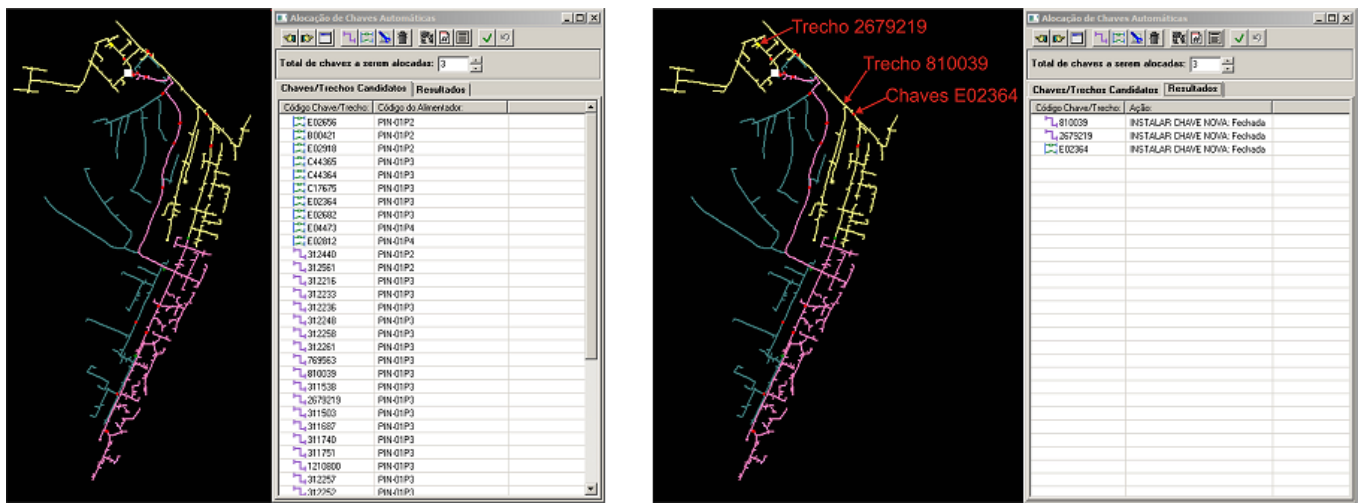 Alocação de Chaves Automáticas
Total de chaves a serem alocadas: 3
Chaves/Trechos Candidatos Resultados
Código Chave/Trecho: Código do Alimentador:
E02656 PIN-01P2
B00421 PIN-01P2
E02918 PIN-01P2
C44365 PIN-01P3
C44364 PIN-01P3
C17675 PIN-01P3
E02364 PIN-01P3
E02682 PIN-01P3
E04473 PIN-01P4
E02812 PIN-01P4
312440 PIN-01P2
312561 PIN-01P2
312216 PIN-01P3
312233 PIN-01P3
312236 PIN-01P3
312248 PIN-01P3
312258 PIN-01P3
312261 PIN-01P3
769563 PIN-01P3
810039 PIN-01P3
311538 PIN-01P3
2679219 PIN-01P3
311503 PIN-01P3
311687 PIN-01P3
311740 PIN-01P3
311751 PIN-01P3
1210800 PIN-01P3
312257 PIN-01P3
312252 PIN-01P3
Trecho 2679219
Trecho 810039
Chaves E02364
Alocação de Chaves Automáticas
Total de chaves a serem alocadas: 3
Chaves/Trechos Candidatos Resultados
Código Chave/Trecho: Ação:
810039 INSTALAR CHAVE NOVA: Fechada
2679219 INSTALAR CHAVE NOVA: Fechada
E02364 INSTALAR CHAVE NOVA: Fechada